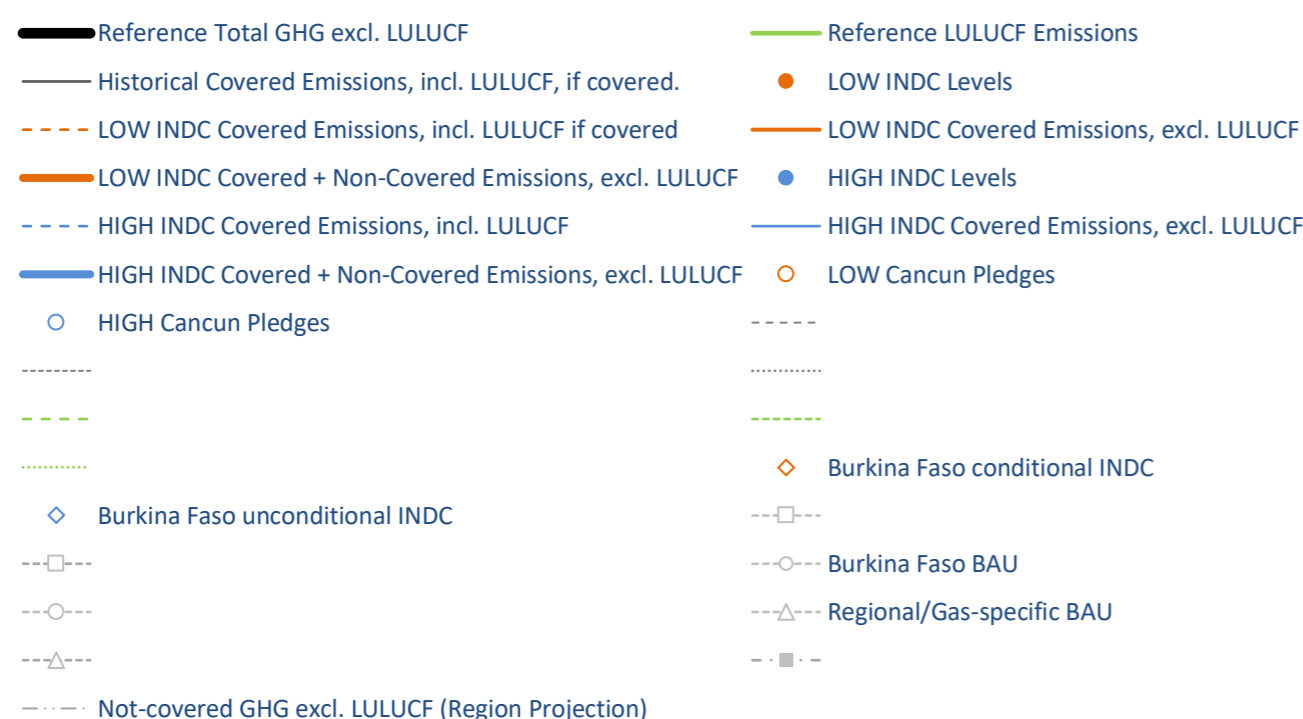 Reference Total GHG excl. LULUCF
Reference LULUCF Emissions
Historical Covered Emissions, incl. LULUCF, if covered.
LOW INDC Levels
LOW INDC Covered Emissions, incl. LULUCF if covered
LOW INDC Covered Emissions, excl. LULUCF
LOW INDC Covered + Non-Covered Emissions, excl. LULUCF
HIGH INDC Levels
HIGH INDC Covered Emissions, incl. LULUCF
HIGH INDC Covered Emissions, excl. LULUCF
HIGH INDC Covered + Non-Covered Emissions, excl. LULUCF
LOW Cancun Pledges
HIGH Cancun Pledges
Burkina Faso conditional INDC
Burkina Faso unconditional INDC
Burkina Faso BAU
Regional/Gas-specific BAU
Not-covered GHG excl. LULUCF (Region Projection)